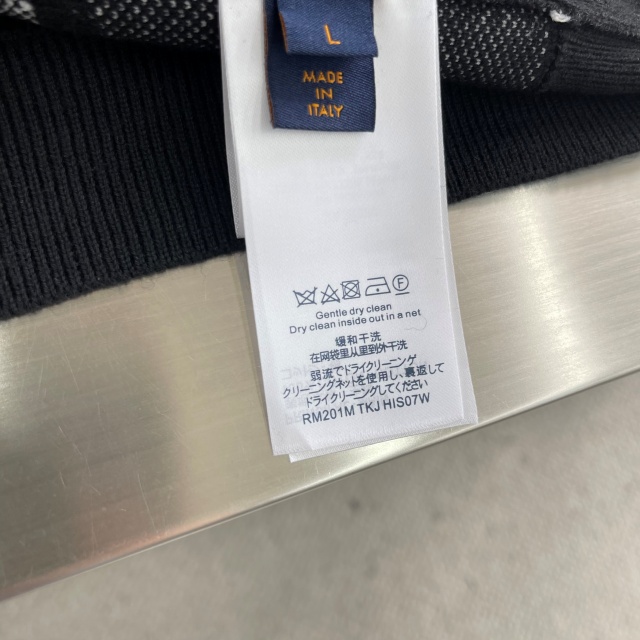 L
MADE
IN
ITALY
F
Gentle dry clean
Dry clean inside out in a net
缓和干洗
在网袋里从里到外干洗
弱流でドライクリーニング
クリーニングネットを使用し、裏返して
ドライクリーニングしてください
RM201M TKJ HIS07W